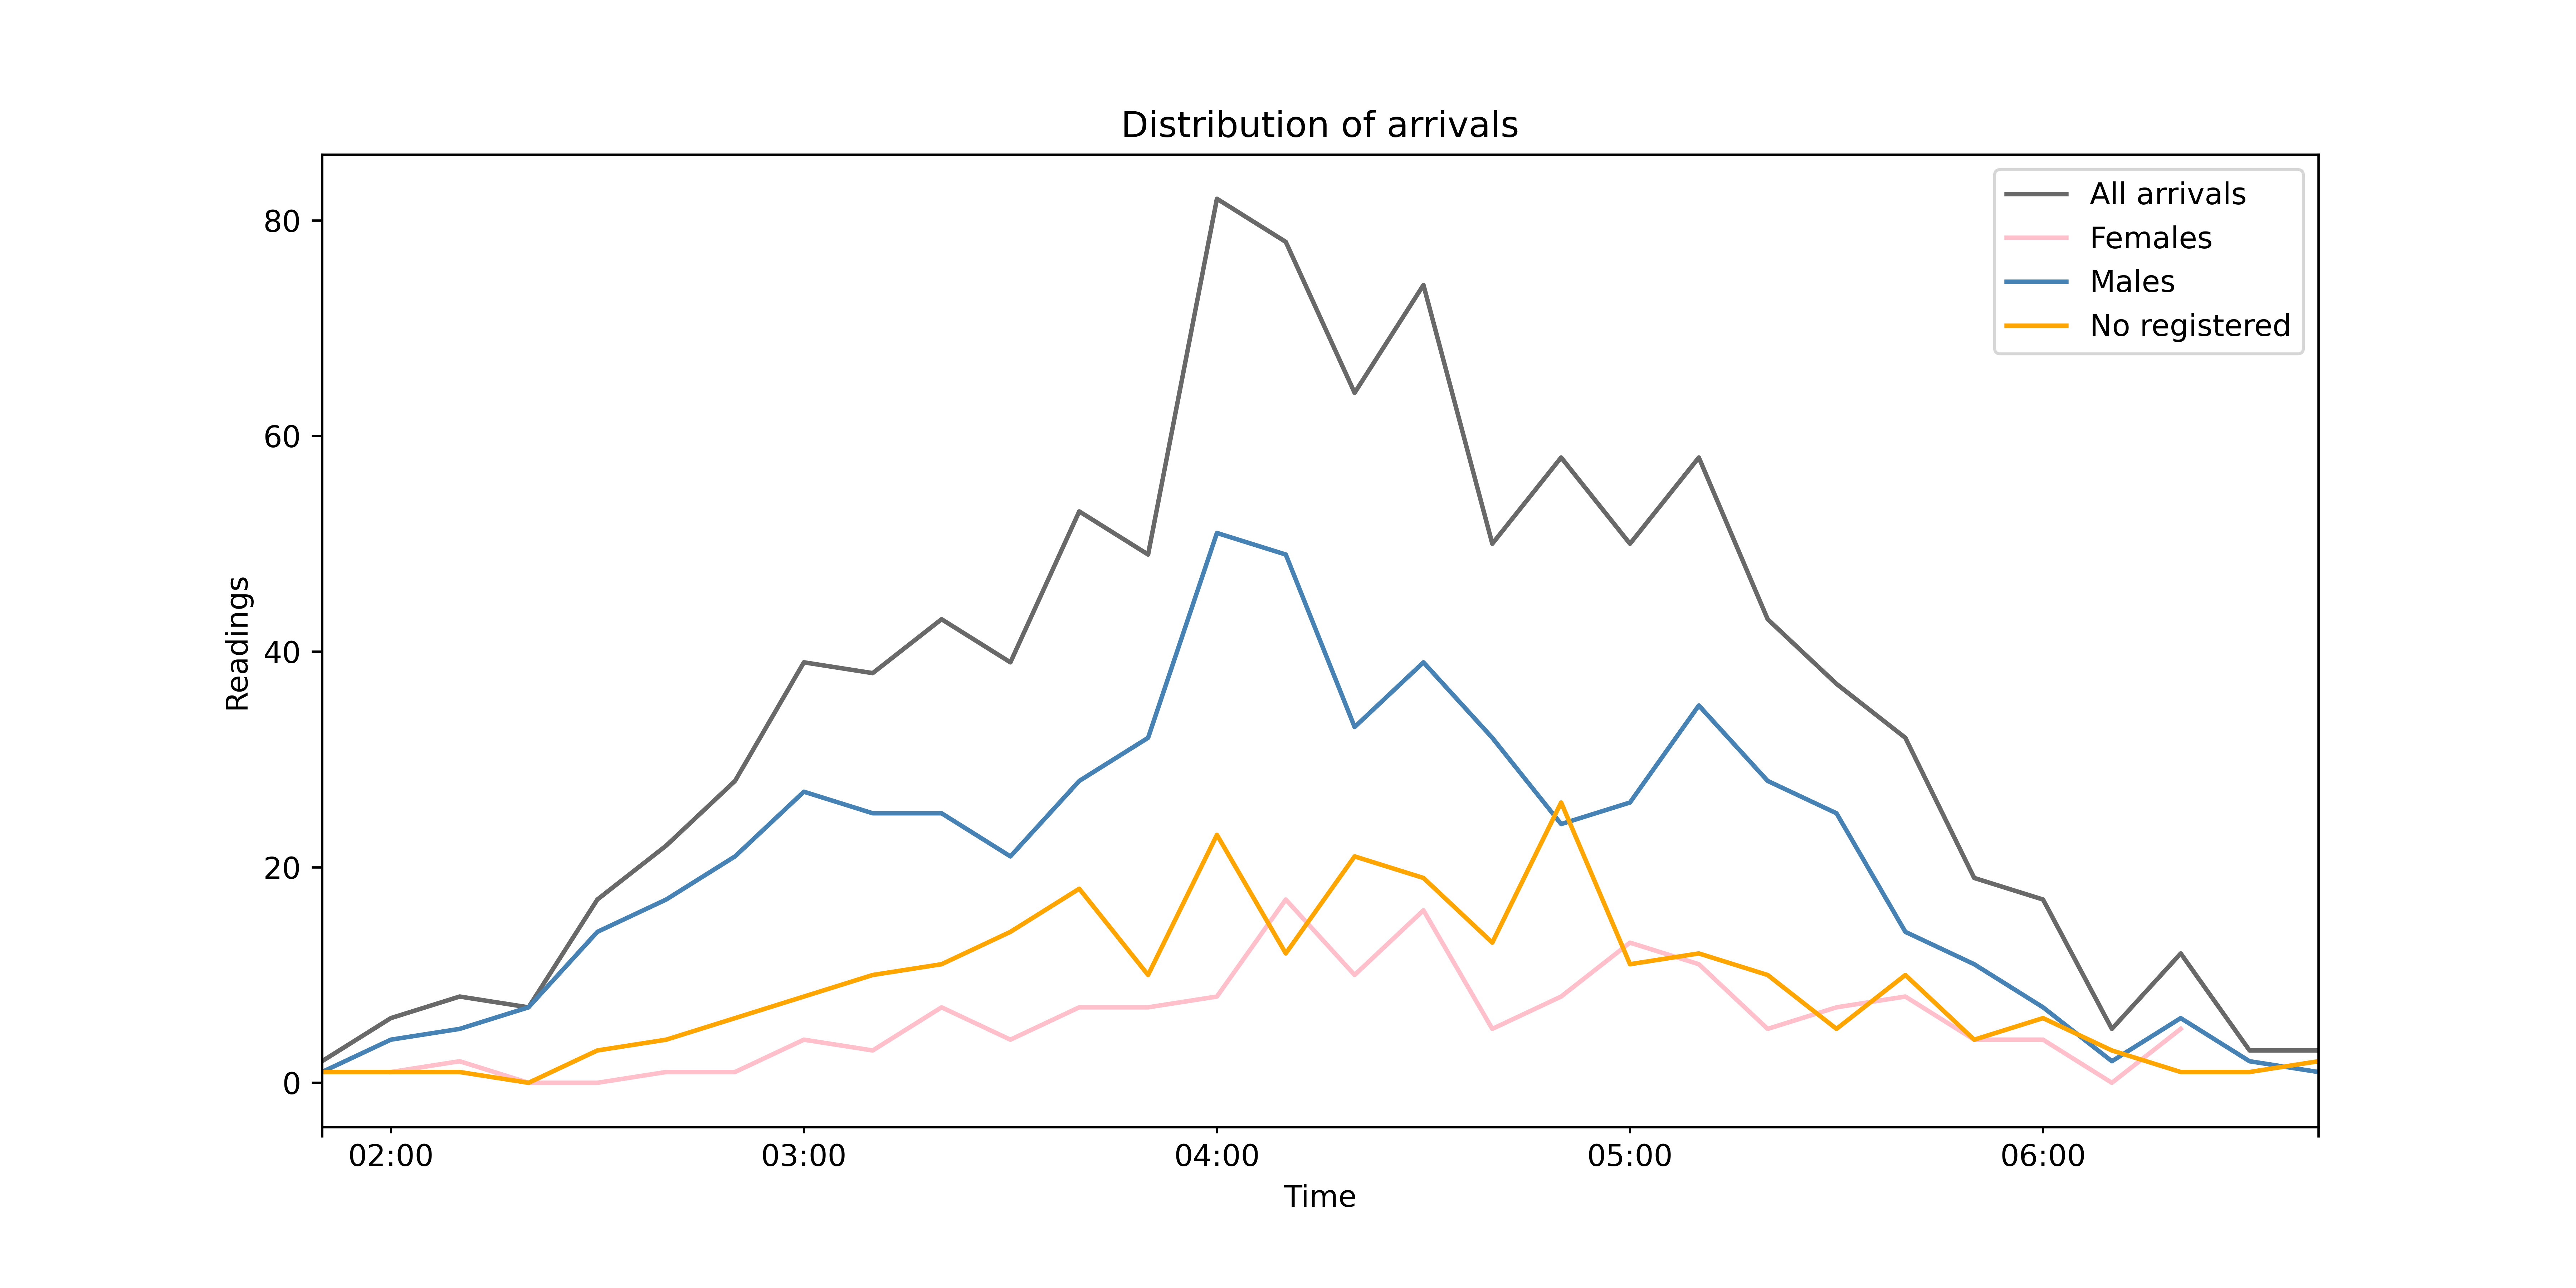 Distribution of arrivals
All arrivals
Females
Males
No registered
80
60
40
20
0
Readings
02:00 03:00 04:00 05:00 06:00
Time